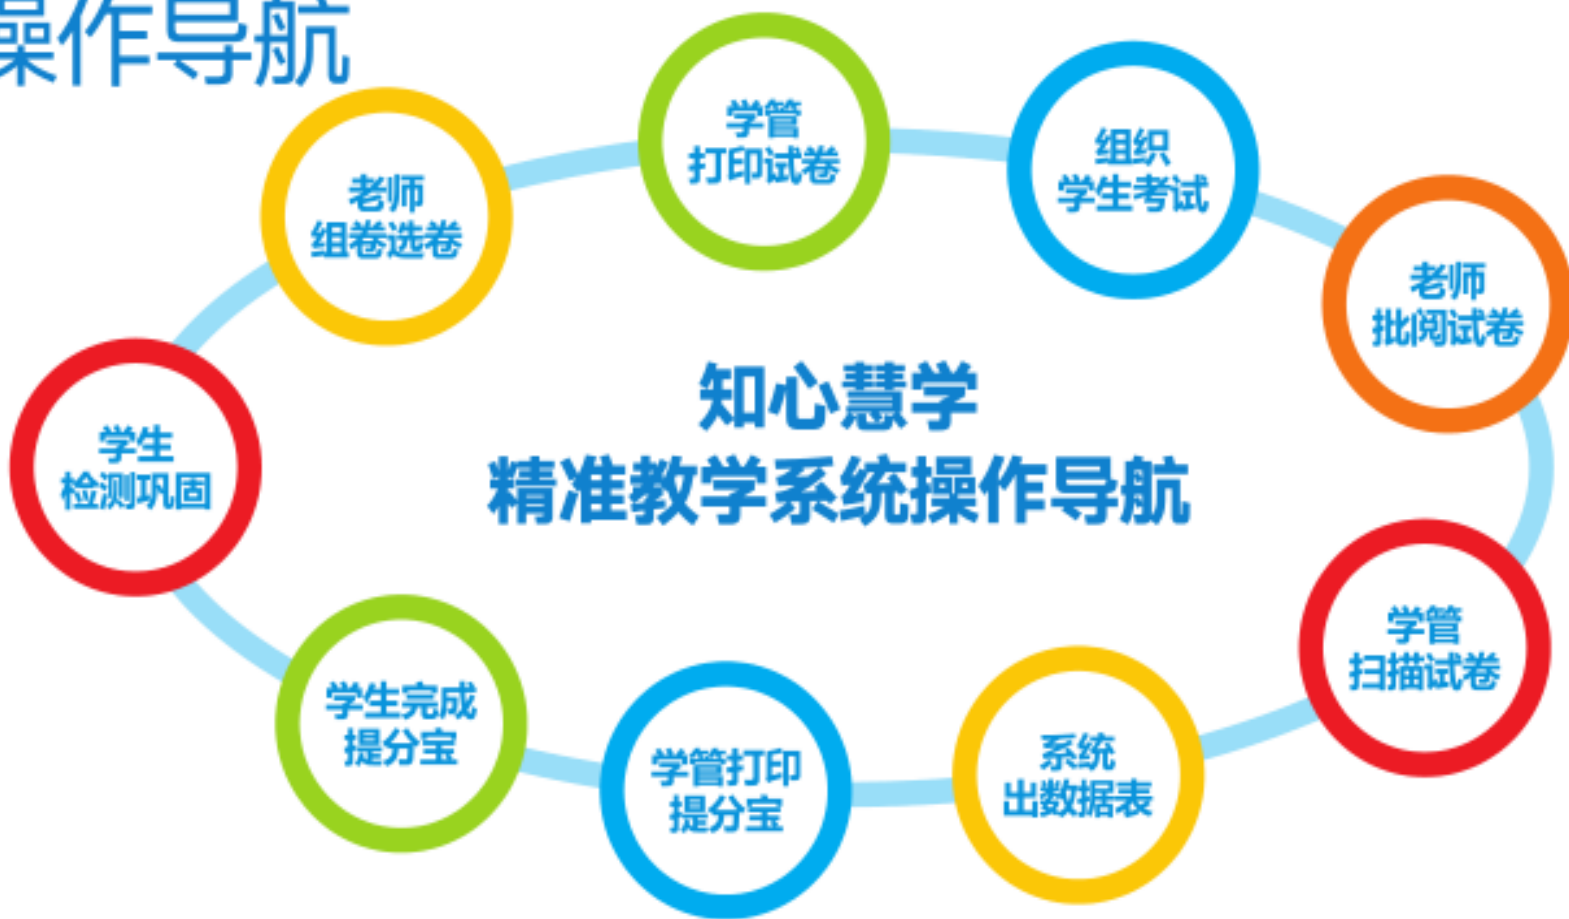 操作导航
学管
打印试卷
组织
学生考试
老师
组卷选卷
老师
批阅试卷
知心慧学
精准教学系统操作导航
学生
检测巩固
学管
扫描试卷
学生完成
提分宝
学管打印
提分宝
系统
出数据表